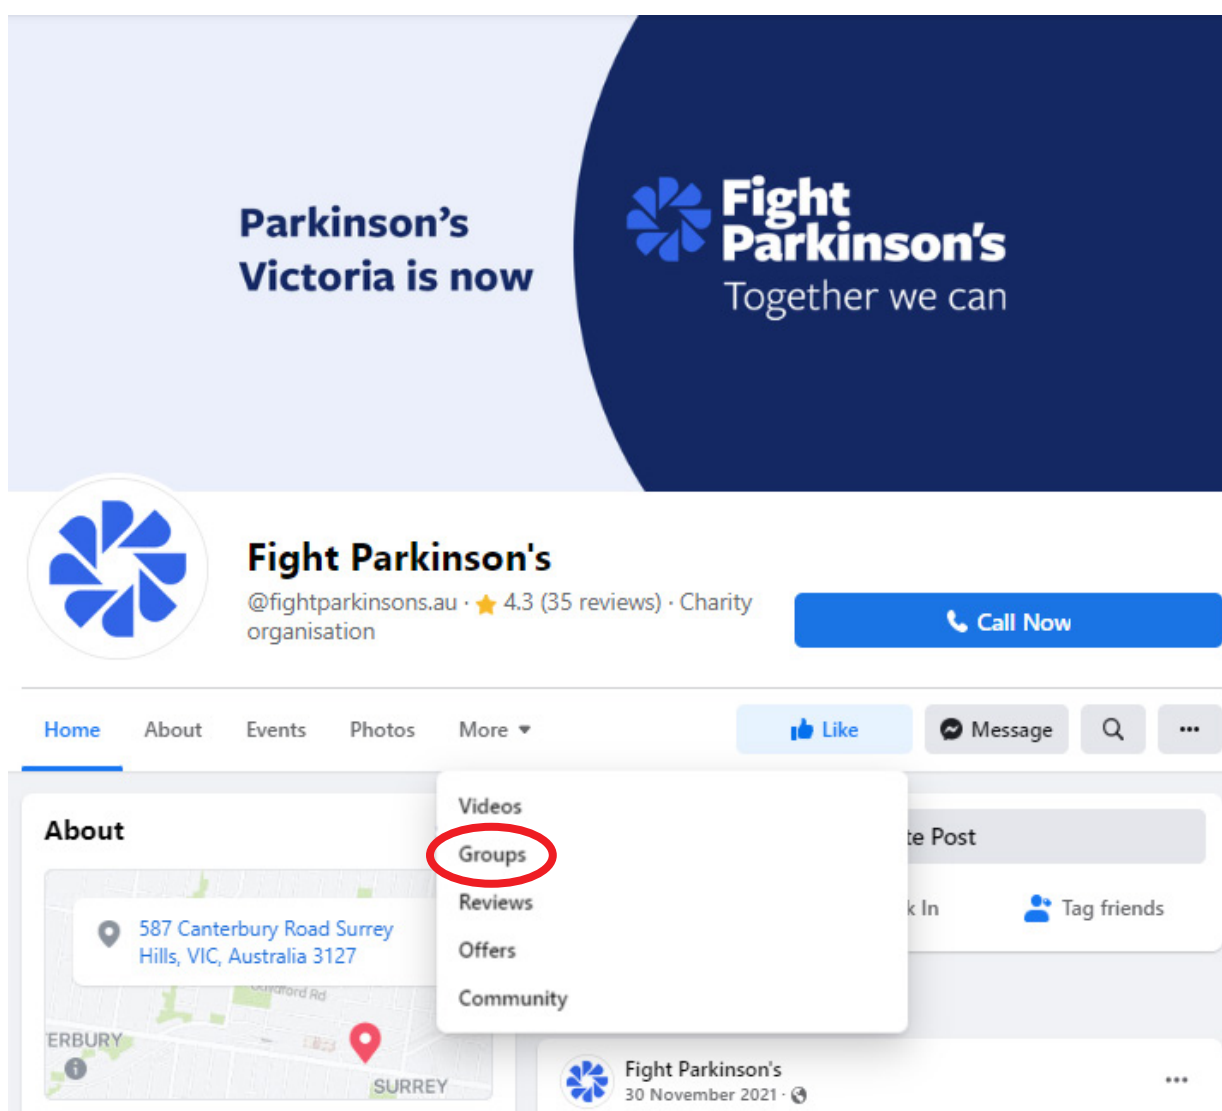 Parkinson's
Victoria is now
Fight
Parkinson's
Together we can
Fight Parkinson's
@fightparkinsons.au · 4.3 (35 reviews) · Charity
organisation
Call Now
Home About Events Photos More
Like Message
About
587 Canterbury Road Surrey
Hills, VIC, Australia 3127
ERBURY
SURREY
Videos
Groups
Reviews
Offers
Community
te Post
k In
Tag friends
Fight Parkinson's
30 November 2021 ·